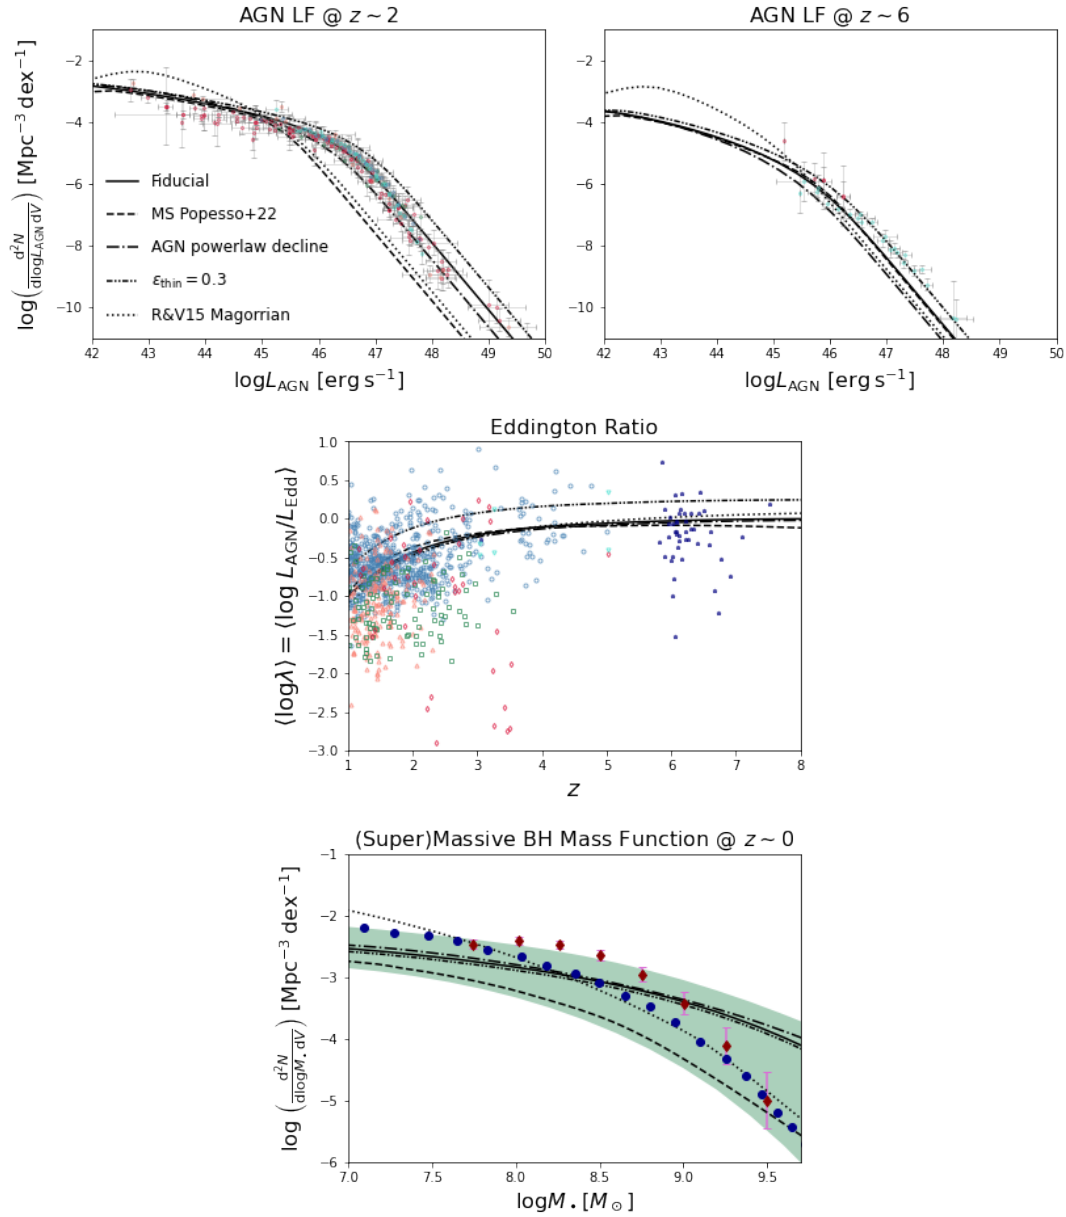 AGN LF @ z ~ 2
AGN LF @ z ~ 6
log(d²N/dlogL_AGN dV) [Mpc⁻³ dex⁻¹]
−2
−4
−6
−8
−10
Fiducial
MS Popesso+22
AGN powerlaw decline
ε_thin = 0.3
R&V15 Magorrian
42 43 44 45 46 47 48 49 50
logL_AGN [erg s⁻¹]
−2
−4
−6
−8
−10
42 43 44 45 46 47 48 49 50
logL_AGN [erg s⁻¹]
Eddington Ratio
⟨logλ⟩ = ⟨log L_AGN/L_Edd⟩
1.0
0.5
0.0
−0.5
−1.0
−1.5
−2.0
−2.5
−3.0
1 2 3 4 5 6 7 8
z
(Super)Massive BH Mass Function @ z ~ 0
log (d²N/dlogM• dV) [Mpc⁻³ dex⁻¹]
−1
−2
−3
−4
−5
−6
7.0 7.5 8.0 8.5 9.0 9.5
logM• [M⊙]